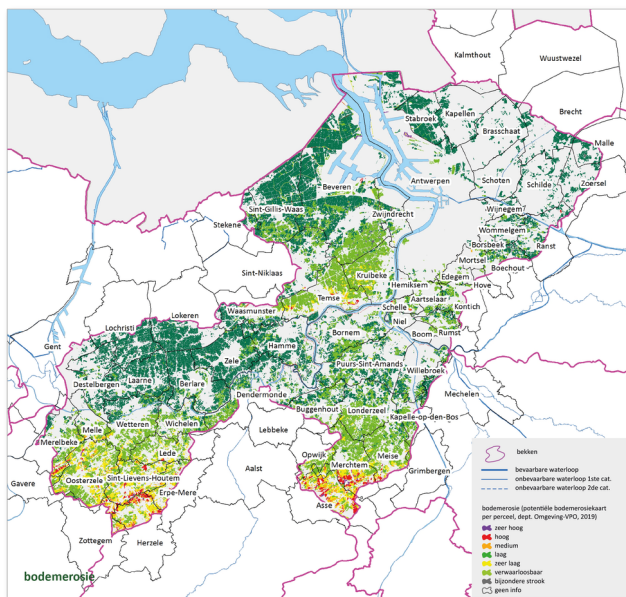 Kalmthout
Wuustwezel
Kapellen
Stabroek
Brecht
Brasschaat
Malle
Antwerpen
Schoten
Schilde
Zoersel
Beveren
Sint-Gillis-Waas
Zwijndrecht
Wijnegem
Stekene
Wommelgem
Borsbeek
Ranst
Mortsel
Boechout
Sint-Niklaas
Kruibeke
Edegem
Hemiksem
Hove
Temse
Aartselaar
Kontich
Waasmunster
Schelle
Lokeren
Niel
Lochristi
Bornem
Boom
Rumst
Gent
Hamme
Zele
Puurs-Sint-Amands
Willebroek
Laarne
Destelbergen
Berlare
Dendermonde
Mechelen
Buggenhout
Londerzeel
Kapelle-op-den-Bos
Wetteren
Wichelen
Melle
Lebbeke
Merelbeke
Lede
Opwijk
Meise
Merchtem
Grimbergen
Aalst
Gavere
Oosterzele
Sint-Lievens-Houtem
Erpe-Mere
Asse
Zottegem
Herzele
bodemerosie
bekken
bevaarbare waterloop
onbevaarbare waterloop 1ste cat.
onbevaarbare waterloop 2de cat.
bodemerosie (potentiële bodemerosiekaart
per perceel, dept. Omgeving-VPO, 2019)
zeer hoog
hoog
medium
laag
zeer laag
verwaarloosbaar
bijzondere strook
geen info